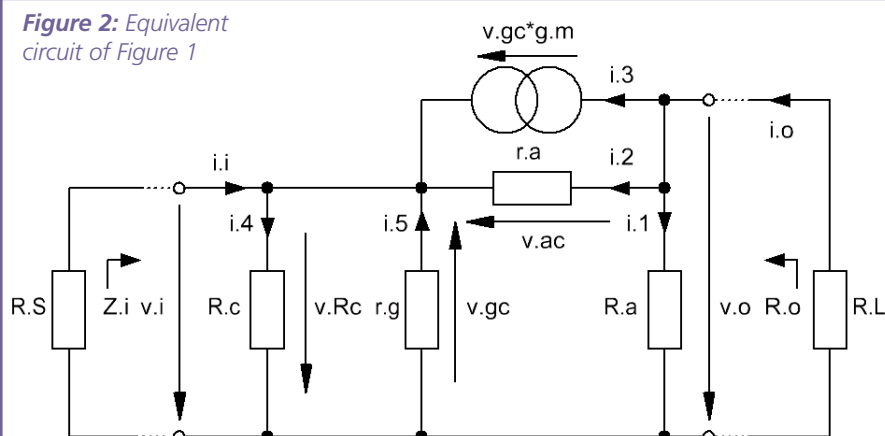 Figure 2: Equivalent
circuit of Figure 1
v.gc*g.m
i.3
i.o
r.a
i.2
i.i
i.4
i.5
v.ac
i.1
R.S
Z.i
v.i
R.c
v.Rc
r.g
v.gc
R.a
v.o
R.o
R.L